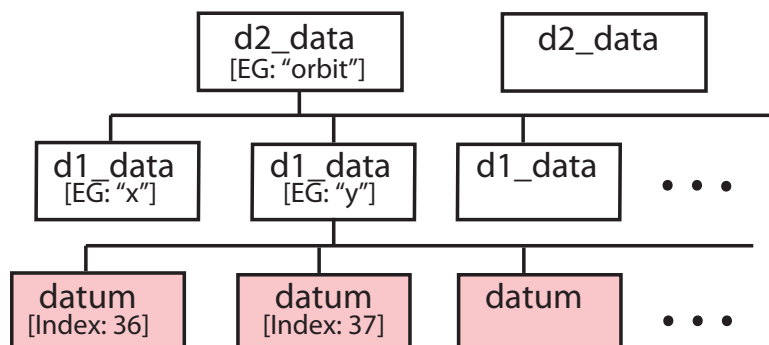 d2_data
[EG: “orbit”]
d2_data
d1_data
[EG: “x”]
d1_data
[EG: “y”]
d1_data
• • •
datum
[Index: 36]
datum
[Index: 37]
datum
• • •